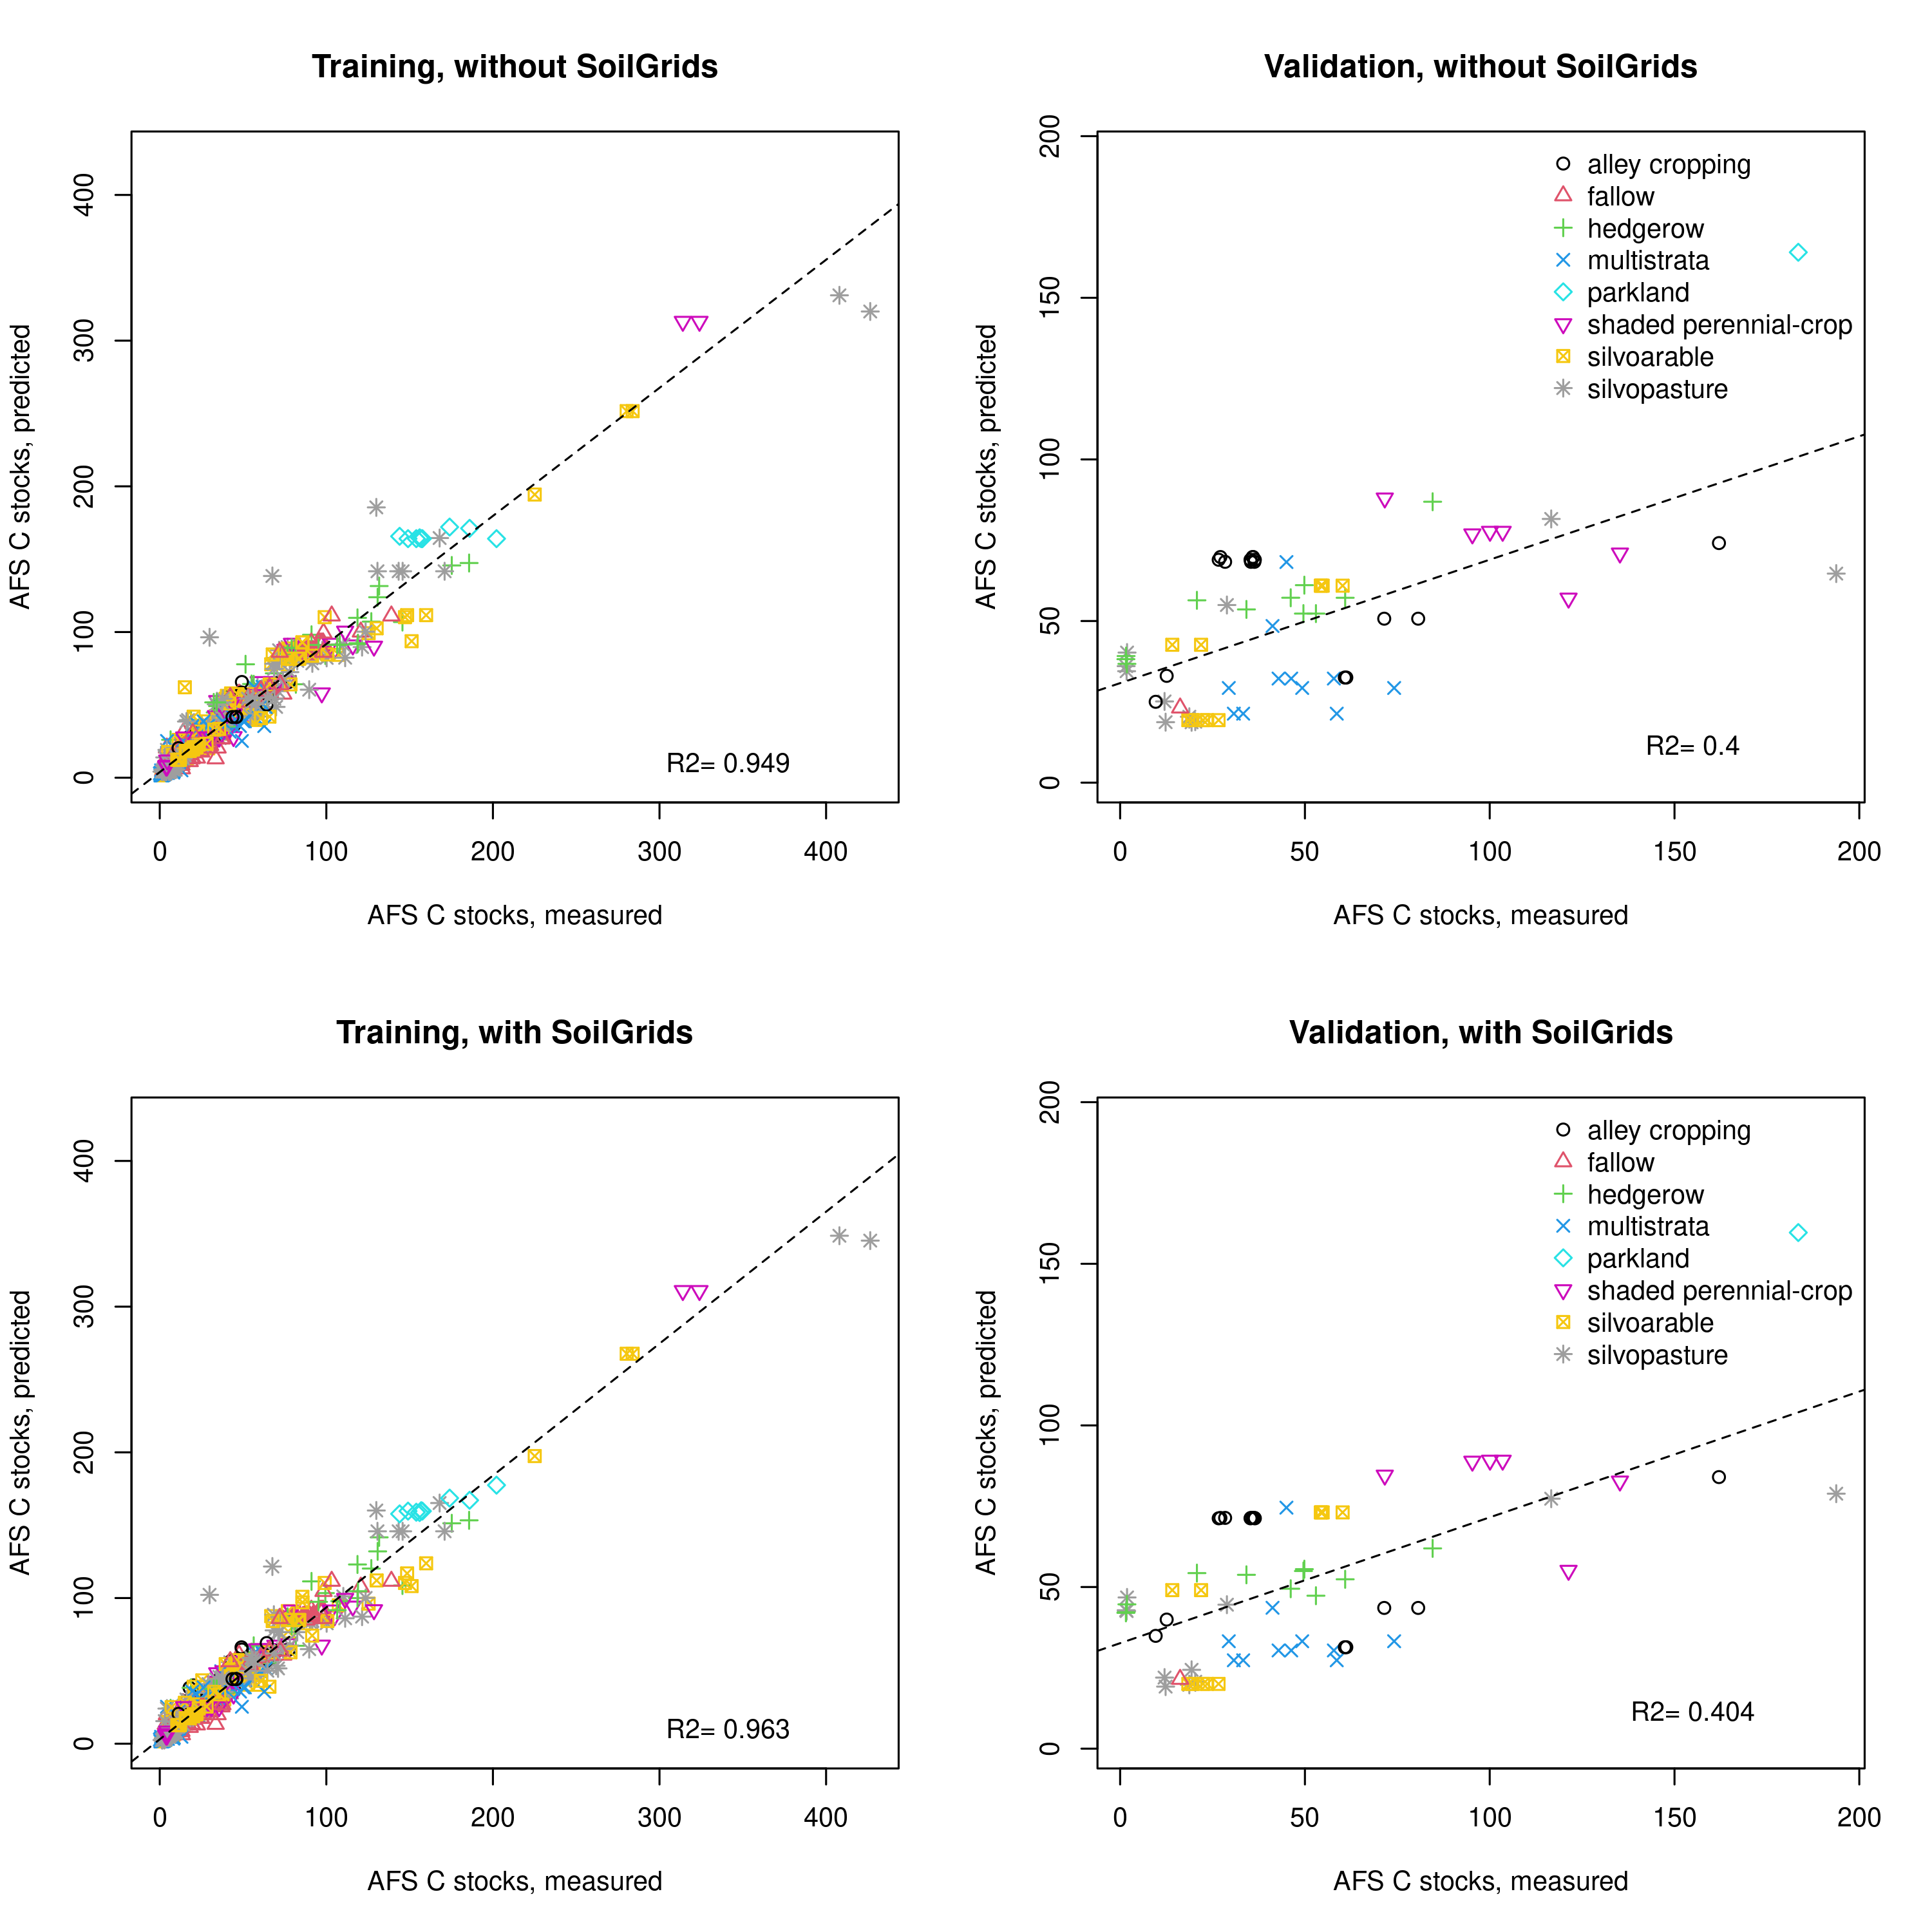 Training, without SoilGrids
AFS C stocks, predicted
0
100
200
300
400
R2= 0.949
0
100
200
300
400
AFS C stocks, measured
Validation, without SoilGrids
AFS C stocks, predicted
0
50
100
150
200
alley cropping
fallow
hedgerow
multistrata
parkland
shaded perennial-crop
silvoarable
silvopasture
R2= 0.4
0
50
100
150
200
AFS C stocks, measured
Training, with SoilGrids
AFS C stocks, predicted
0
100
200
300
400
R2= 0.963
0
100
200
300
400
AFS C stocks, measured
Validation, with SoilGrids
AFS C stocks, predicted
0
50
100
150
200
alley cropping
fallow
hedgerow
multistrata
parkland
shaded perennial-crop
silvoarable
silvopasture
R2= 0.404
0
50
100
150
200
AFS C stocks, measured